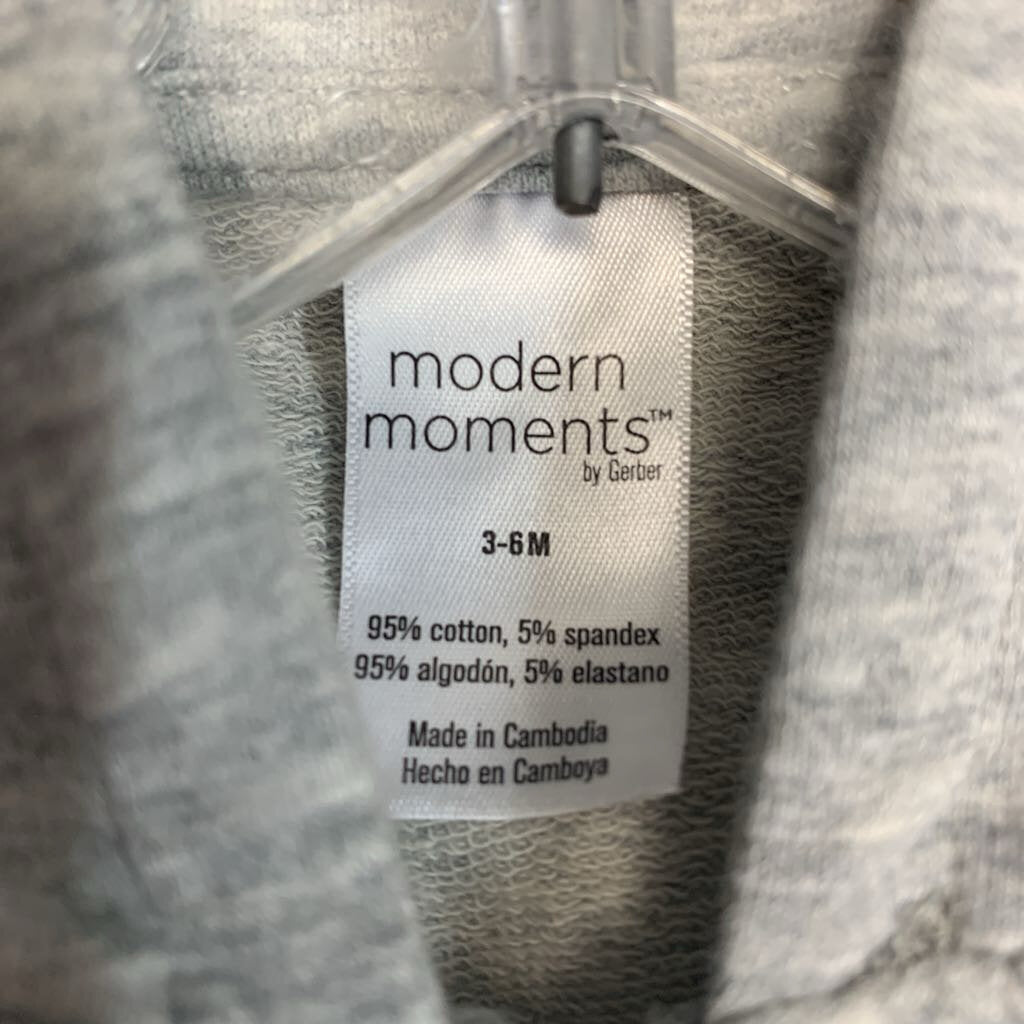 modern
moments™
by Gerber
3-6M
95% cotton, 5% spandex
95% algodón, 5% elastano
Made in Cambodia
Hecho en Camboya